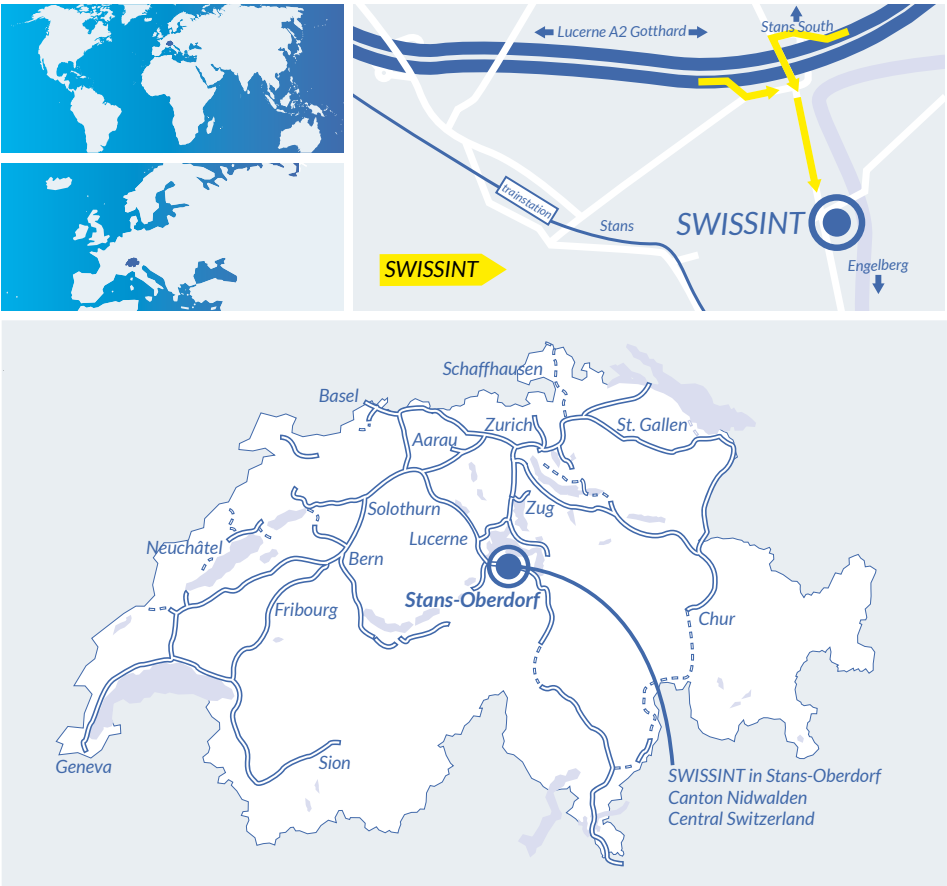 Lucerne A2 Gotthard
Stans South
trainstation
Stans
SWISSINT
Engelberg
SWISSINT
Schaffhausen
Basel
Aarau
Zurich
St. Gallen
Solothurn
Zug
Lucerne
Neuchâtel
Bern
Stans-Oberdorf
Fribourg
Chur
Geneva
Sion
SWISSINT in Stans-Oberdorf
Canton Nidwalden
Central Switzerland